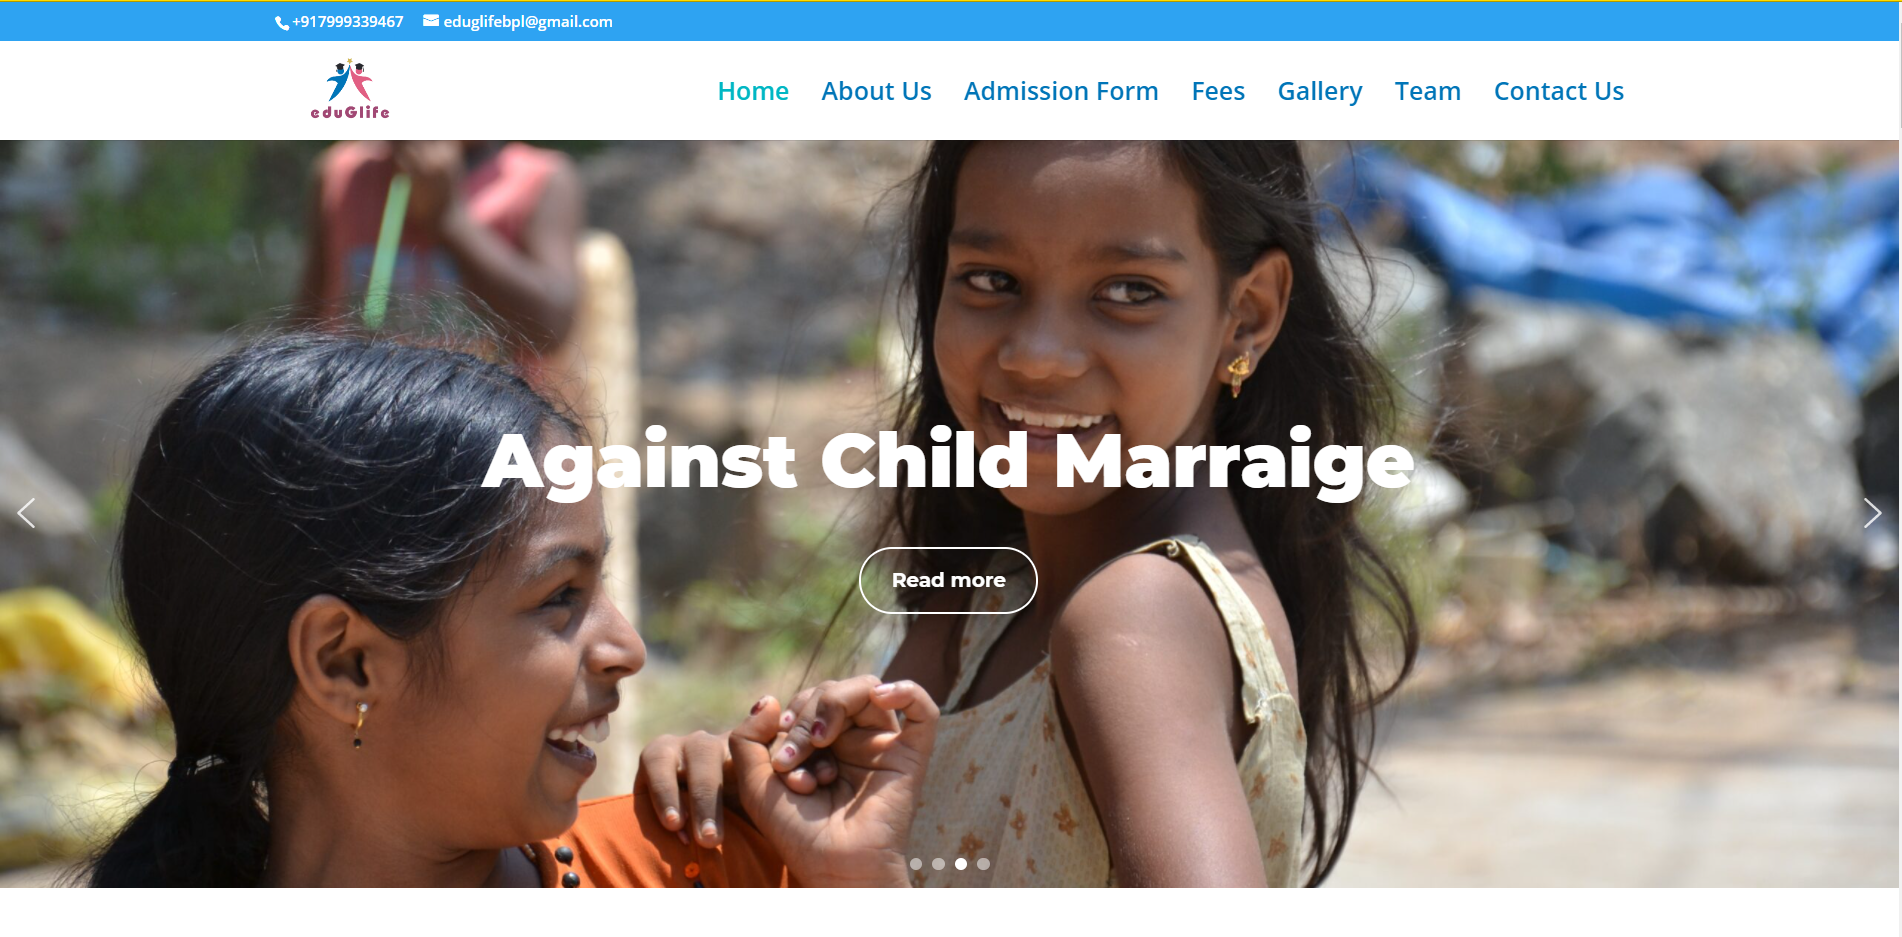 +917999339467 eduglifebpl@gmail.com
eduGlife
Home About Us Admission Form Fees Gallery Team Contact Us
Against Child Marraige
Read more